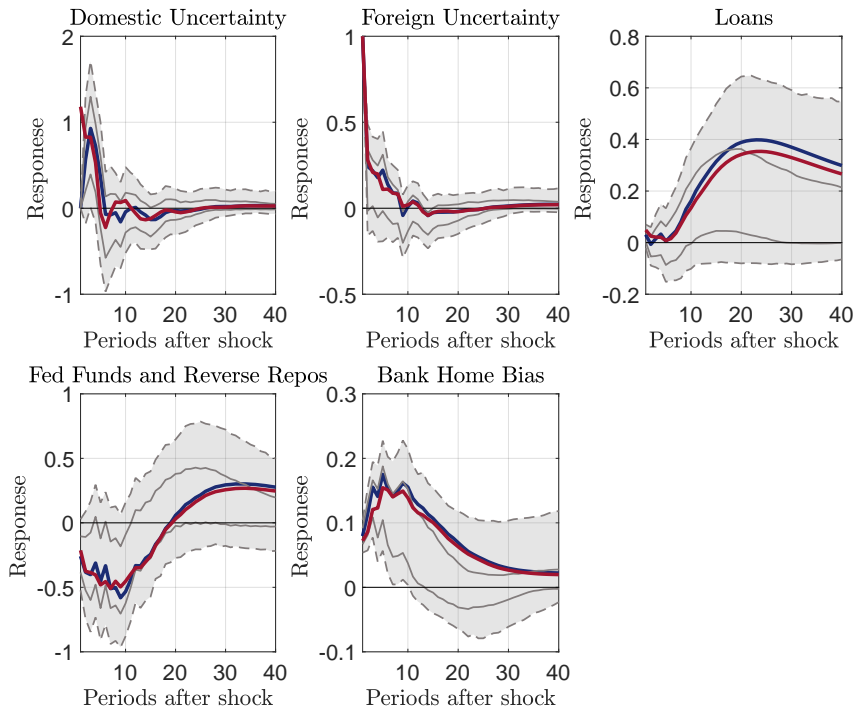 Domestic Uncertainty
Responese
2
1
0
-1
10 20 30 40
Periods after shock
Foreign Uncertainty
Responese
1
0.5
0
-0.5
10 20 30 40
Periods after shock
Loans
Responese
0.8
0.6
0.4
0.2
0
-0.2
10 20 30 40
Periods after shock
Fed Funds and Reverse Repos
Responese
1
0.5
0
-0.5
-1
10 20 30 40
Periods after shock
Bank Home Bias
Responese
0.3
0.2
0.1
0
-0.1
10 20 30 40
Periods after shock